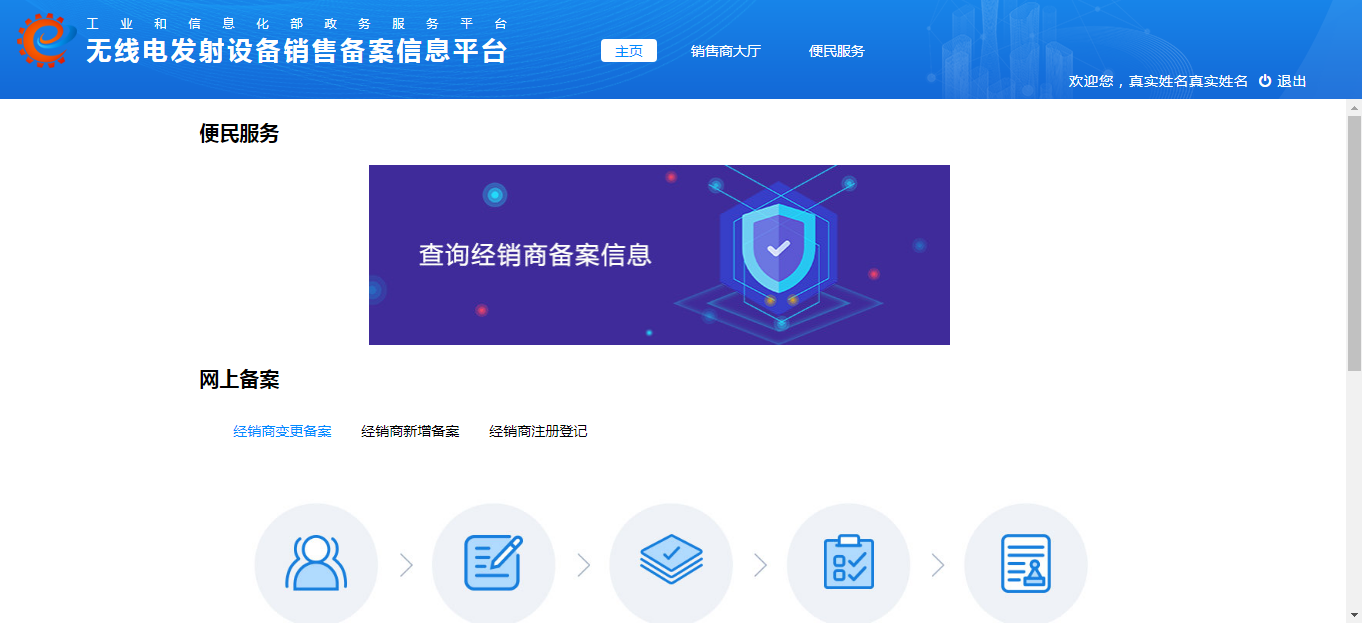 工业和信息化部政务服务平台
无线电发射设备销售备案信息平台
主页 销售商大厅 便民服务
欢迎您，真实姓名真实姓名 退出
便民服务
查询经销商备案信息
网上备案
经销商变更备案 经销商新增备案 经销商注册登记